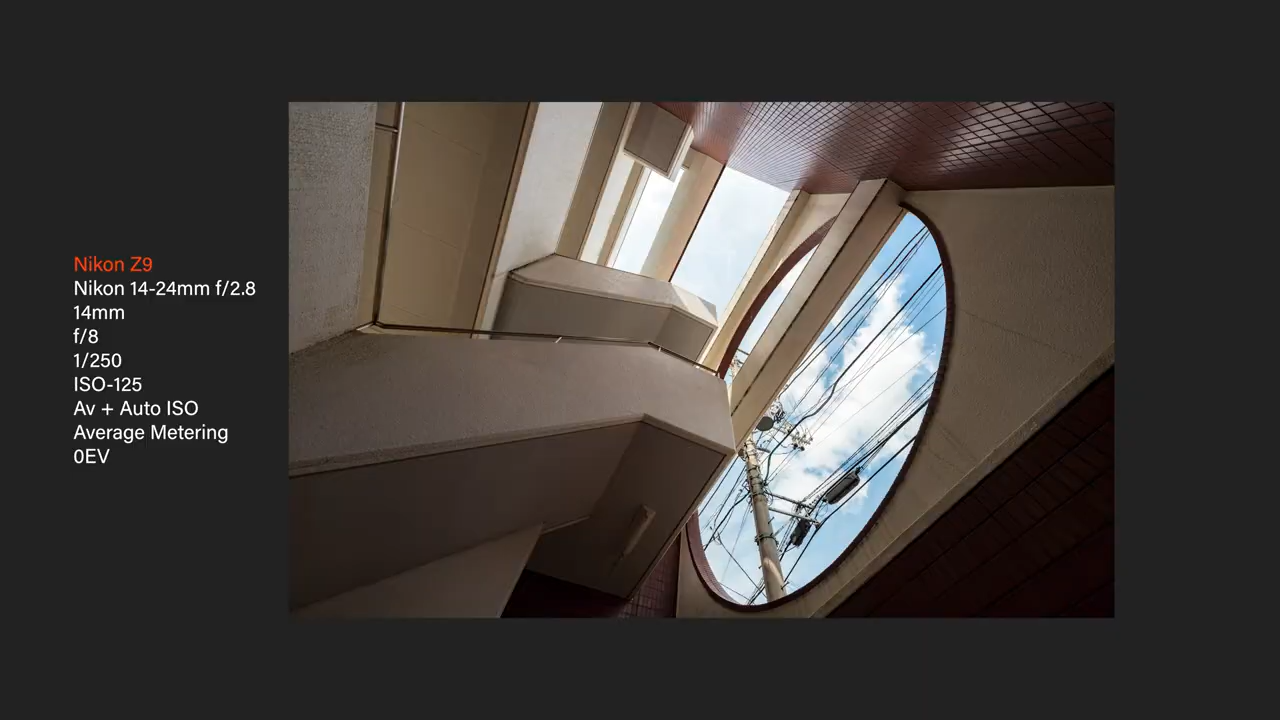 Nikon Z9
Nikon 14-24mm f/2.8
14mm
f/8
1/250
ISO-125
Av + Auto ISO
Average Metering
0EV